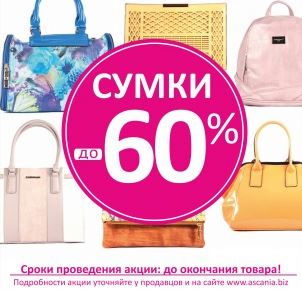 СУМКИ
ДО 60%
Сроки проведения акции: до окончания товара!
Подробности акции уточняйте у продавцов и на сайте www.ascania.biz